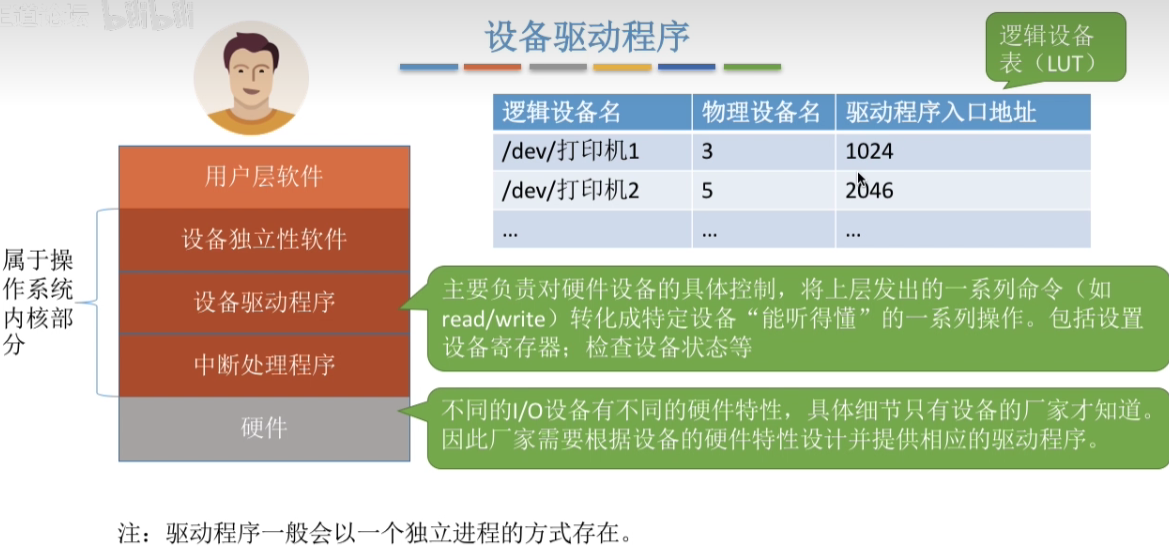 bilibili
设备驱动程序
逻辑设备
表（LUT）
逻辑设备名 物理设备名 驱动程序入口地址
/dev/打印机1 3 1024
/dev/打印机2 5 2046
... ... ...
用户层软件
设备独立性软件
设备驱动程序
中断处理程序
硬件
属于操
作系统
内核部
分
主要负责对硬件设备的具体控制，将上层发出的一系列命令（如
read/write）转化成特定设备“能听得懂”的一系列操作。包括设置
设备寄存器；检查设备状态等
不同的I/O设备有不同的硬件特性，具体细节只有设备的厂家才知道。
因此厂家需要根据设备的硬件特性设计并提供相应的驱动程序。
注：驱动程序一般会以一个独立进程的方式存在。